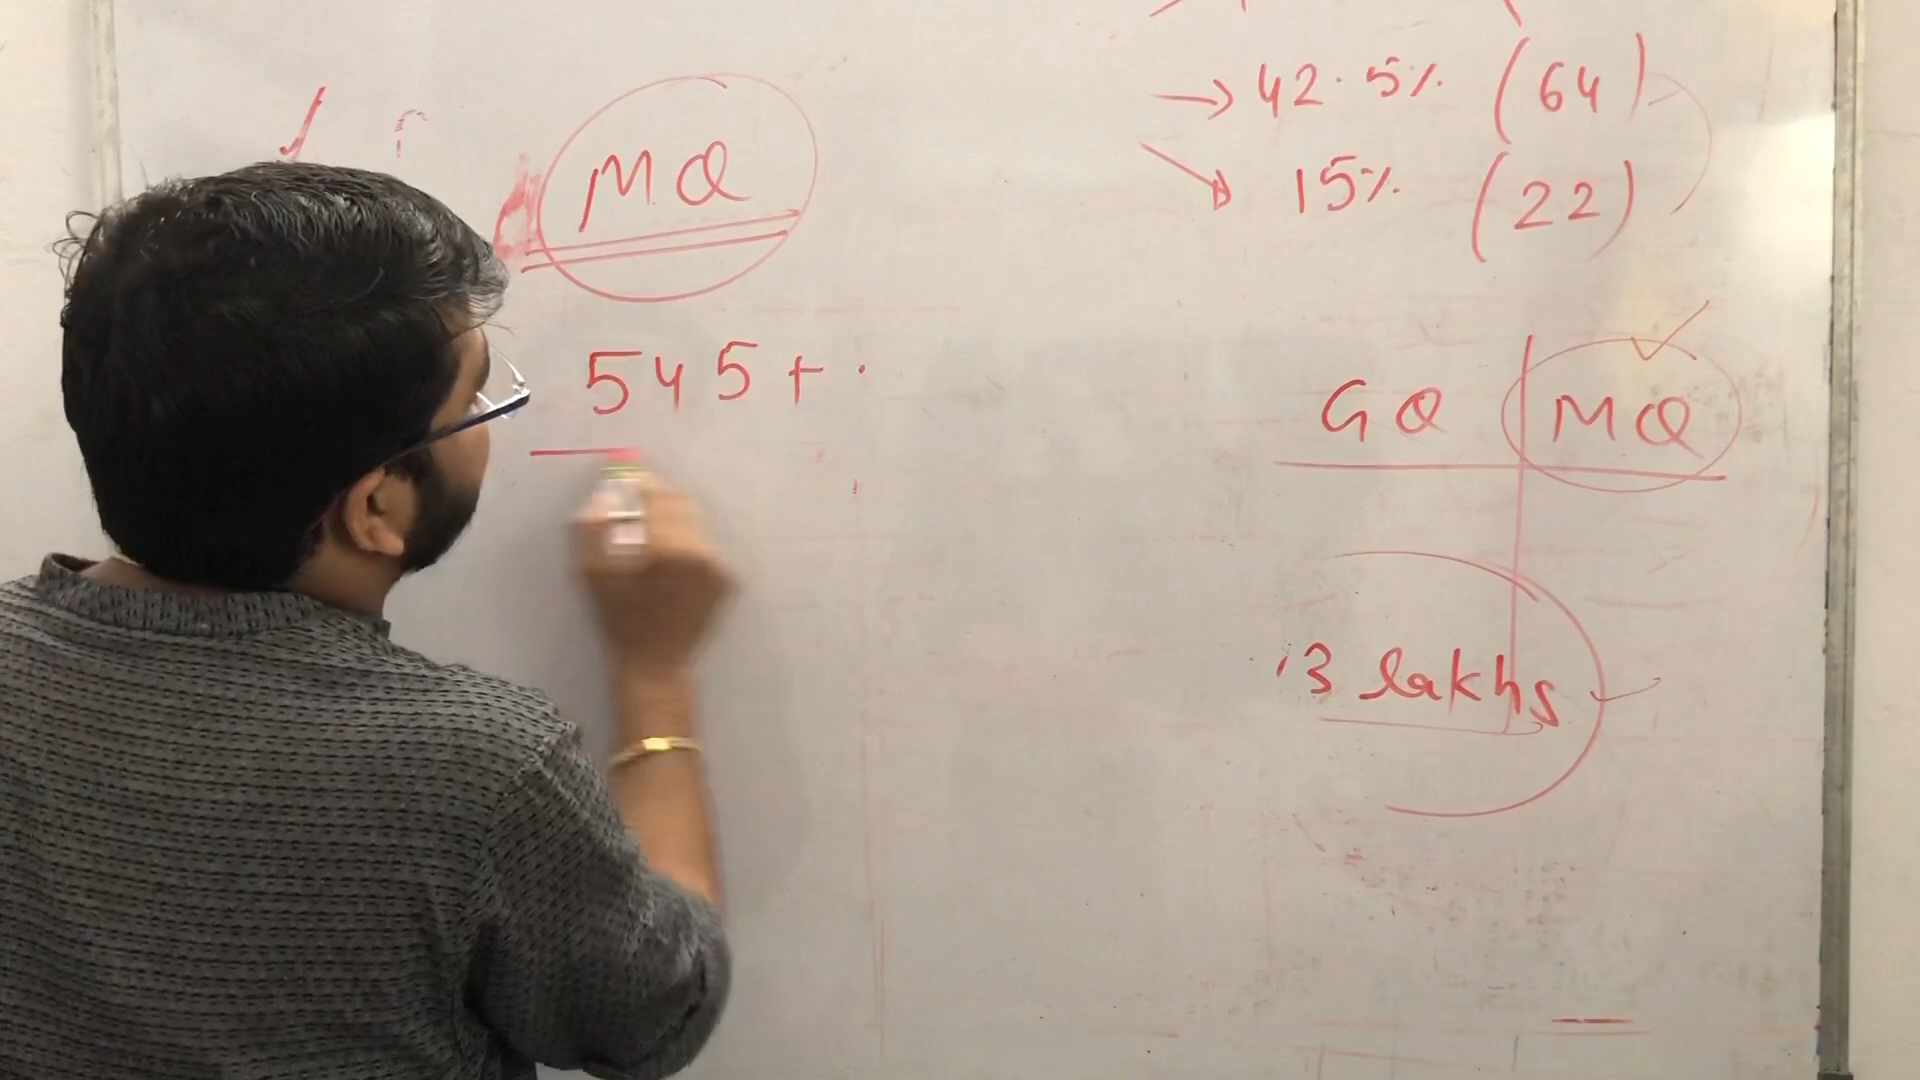 MQ
545+
→ 42.5% (64)
→ 15% (22)
GQ MQ
3 lakhs